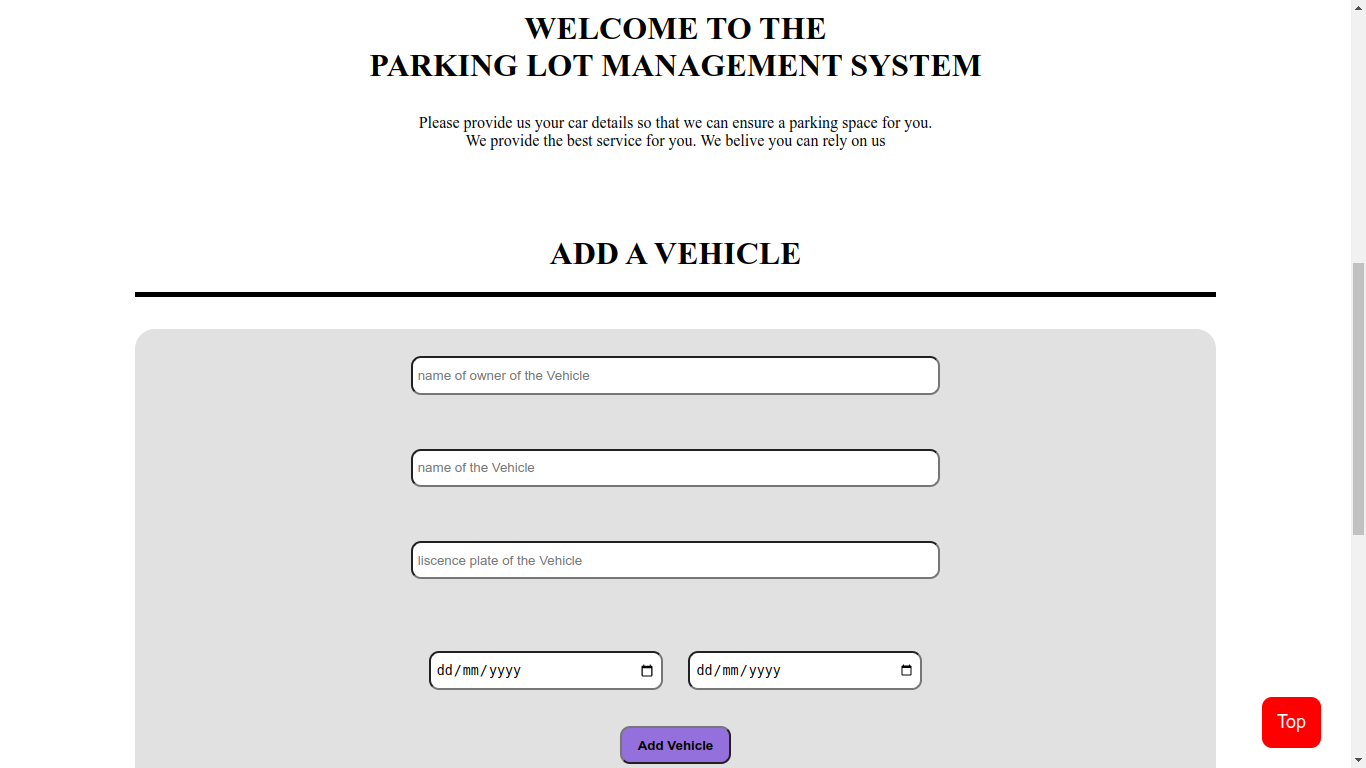 WELCOME TO THE
PARKING LOT MANAGEMENT SYSTEM
Please provide us your car details so that we can ensure a parking space for you.
We provide the best service for you. We belive you can rely on us
ADD A VEHICLE
name of owner of the Vehicle
name of the Vehicle
liscence plate of the Vehicle
dd/mm/yyyy dd/mm/yyyy
Add Vehicle
Top